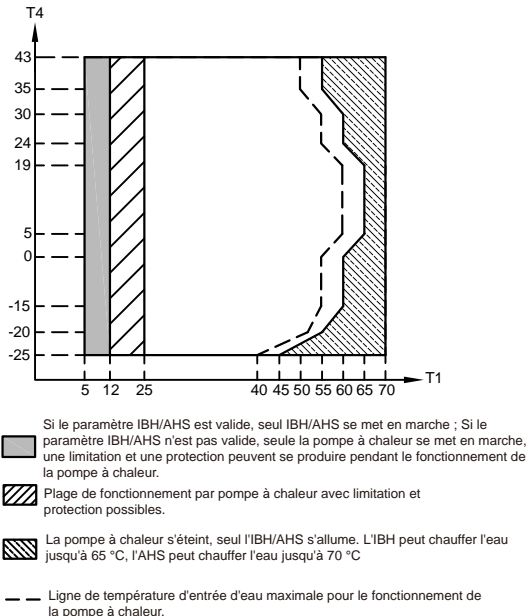 T4
43
35
30
24
19
5
0
-15
-20
-25
5 12 25 40 45 50 55 60 65 70
T1
Si le paramètre IBH/AHS est valide, seul IBH/AHS se met en marche ; Si le
paramètre IBH/AHS n'est pas valide, seule la pompe à chaleur se met en marche,
une limitation et une protection peuvent se produire pendant le fonctionnement de
la pompe à chaleur.
Plage de fonctionnement par pompe à chaleur avec limitation et
protection possibles.
La pompe à chaleur s'éteint, seul l'IBH/AHS s'allume. L'IBH peut chauffer l'eau
jusqu'à 65 °C, l'AHS peut chauffer l'eau jusqu'à 70 °C
Ligne de température d'entrée d'eau maximale pour le fonctionnement de
la pompe à chaleur.